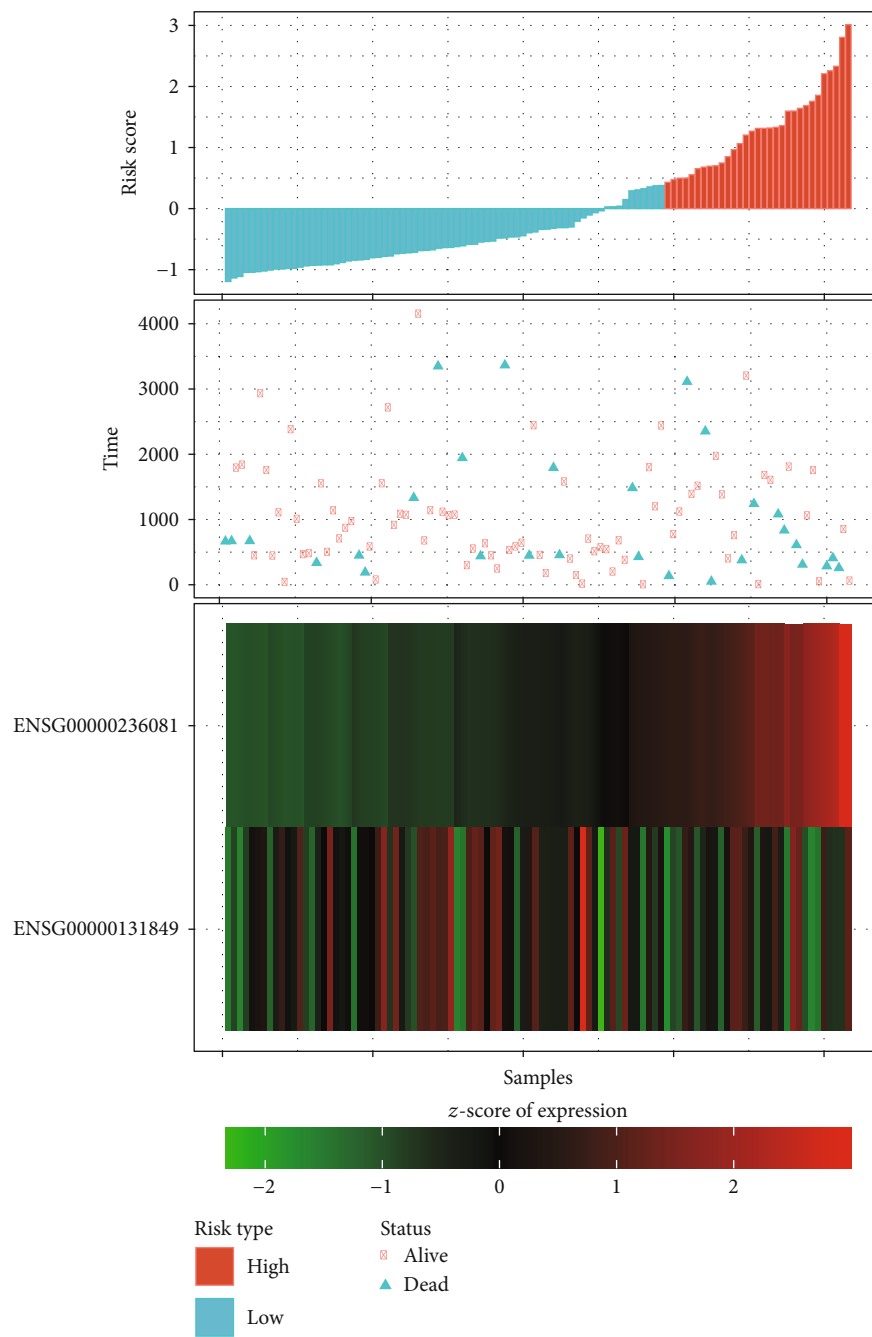 3
2
1
0
−1
Risk score
4000
3000
2000
1000
0
Time
ENSG00000236081
ENSG00000131849
Samples
z-score of expression
−2 −1 0 1 2
Risk type
High
Low
Status
Alive
Dead